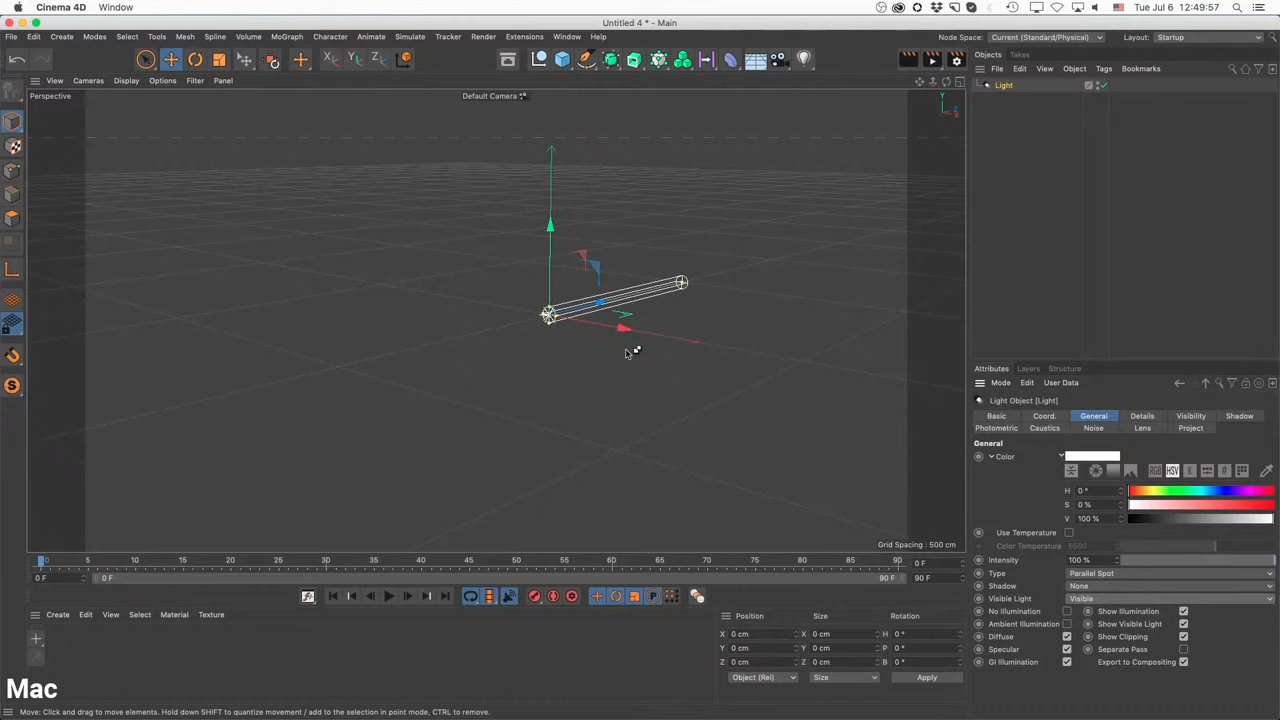 Cinema 4D Window Tue Jul 6 12:49:57
Untitled 4 * - Main
File Edit Create Modes Select Tools Mesh Spline Volume MoGraph Character Animate Simulate Tracker Render Extensions Window Help Node Space: Current (Standard/Physical) Layout: Startup
X Y Z
Objects Takes
File Edit View Object Tags Bookmarks
View Cameras Display Options Filter Panel
Light
Perspective
Default Camera
Y
Z
X
Attributes Layers Structure
Mode Edit User Data
Light Object [Light]
Basic Coord. General Details Visibility Shadow
Photometric Caustics Noise Lens Project
General
Color
RGB HSV K #
H 0 °
S 0 %
V 100 %
Use Temperature
Color Temperature 6500
Intensity 100 %
Type Parallel Spot
Shadow None
Visible Light Visible
No Illumination Show Illumination
Ambient Illumination Show Visible Light
Diffuse Show Clipping
Specular Separate Pass
GI Illumination Export to Compositing
Grid Spacing : 500 cm
0 5 10 15 20 25 30 35 40 45 50 55 60 65 70 75 80 85 90 0 F
0 F 0 F 90 F 90 F
P
Create Edit View Select Material Texture
Position Size Rotation
X 0 cm X 0 cm H 0 °
Y 0 cm Y 0 cm P 0 °
Z 0 cm Z 0 cm B 0 °
Object (Rel) Size Apply
Mac
Move: Click and drag to move elements. Hold down SHIFT to quantize movement / add to the selection in point mode, CTRL to remove.